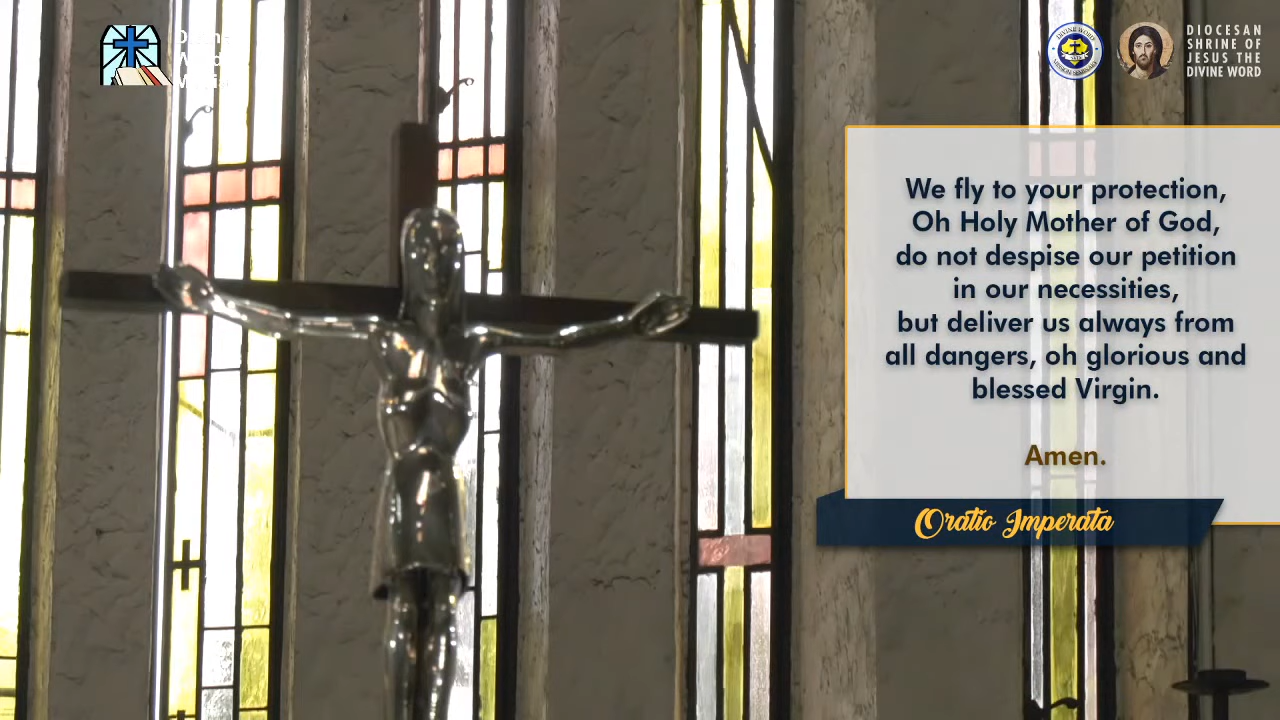 DIOCESAN
SHRINE OF
JESUS THE
DIVINE WORD
We fly to your protection,
Oh Holy Mother of God,
do not despise our petition
in our necessities,
but deliver us always from
all dangers, oh glorious and
blessed Virgin.
Amen.
Oratio Imperata